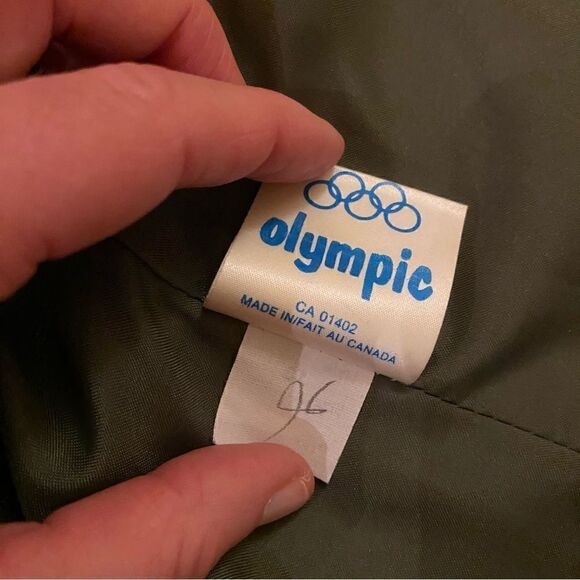 olympic
CA 01402
MADE IN/FAIT AU CANADA
96